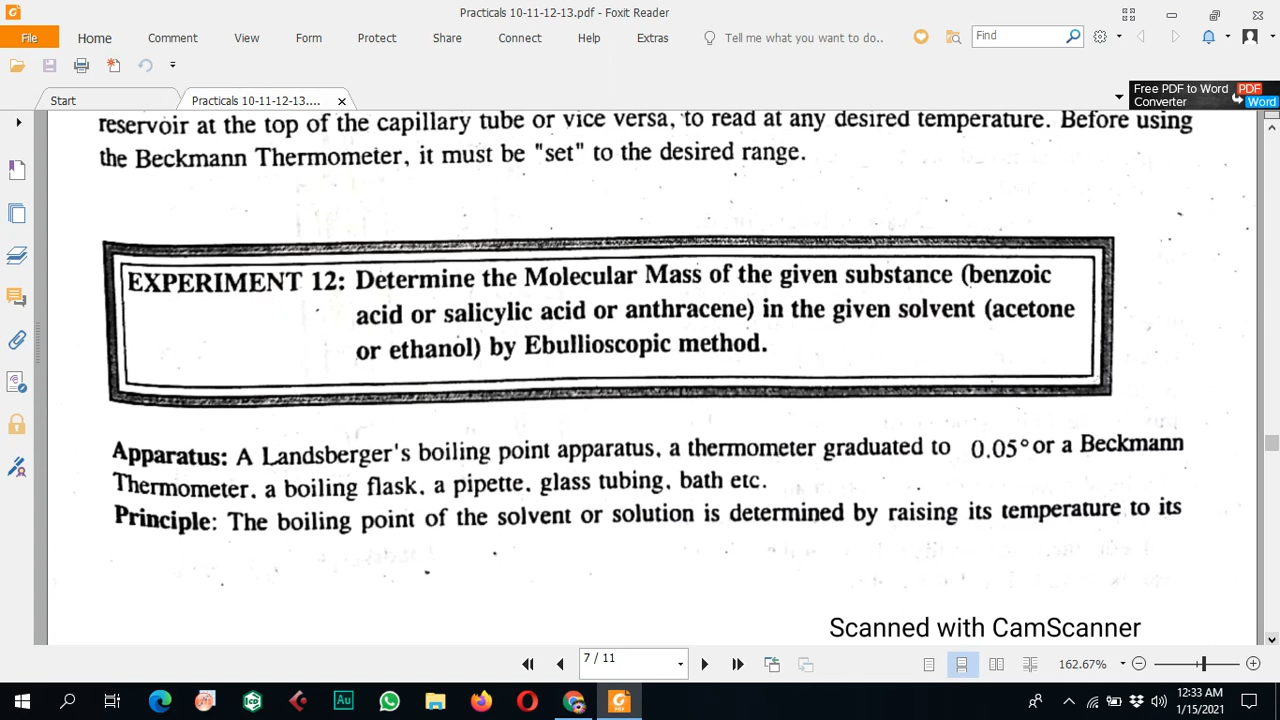 Practicals 10-11-12-13.pdf - Foxit Reader
File Home Comment View Form Protect Share Connect Help Extras Tell me what you want to do.. Find
Start Practicals 10-11-12-13....
Free PDF to Word PDF
Converter Word
reservoir at the top of the capillary tube or vice versa, to read at any desired temperature. Before using
the Beckmann Thermometer, it must be "set" to the desired range.
EXPERIMENT 12: Determine the Molecular Mass of the given substance (benzoic
acid or salicylic acid or anthracene) in the given solvent (acetone
or ethanol) by Ebullioscopic method.
Apparatus: A Landsberger's boiling point apparatus, a thermometer graduated to 0.05° or a Beckmann
Thermometer, a boiling flask, a pipette, glass tubing, bath etc.
Principle: The boiling point of the solvent or solution is determined by raising its temperature to its
Scanned with CamScanner
7 / 11
162.67%
Au
12:33 AM
1/15/2021